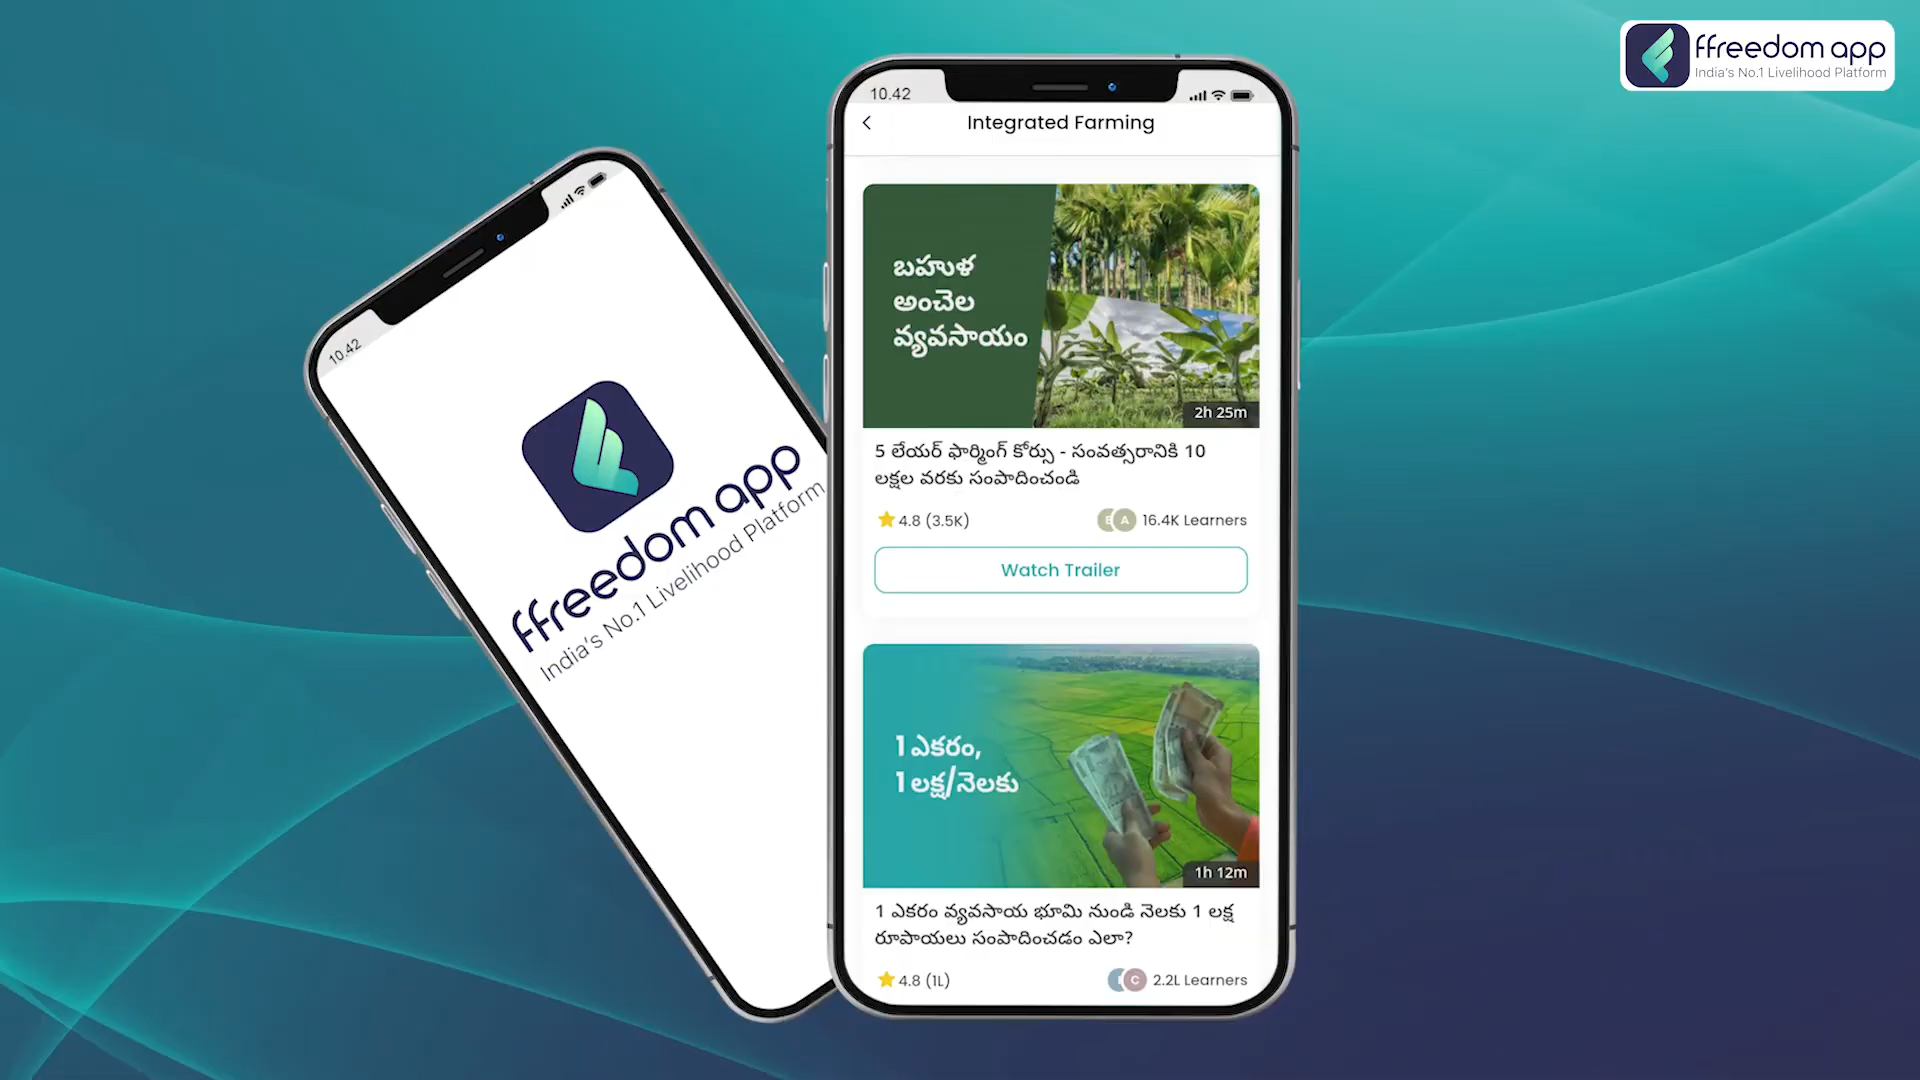 ffreedom app
India's No.1 Livelihood Platform
10.42
ffreedom app
India's No.1 Livelihood Platform
10.42
Integrated Farming
బహుళ
అంచెల
వ్యవసాయం
2h 25m
5 లేయర్ ఫార్మింగ్ కోర్సు - సంవత్సరానికి 10
లక్షల వరకు సంపాదించండి
4.8 (3.5K)
E A 16.4K Learners
Watch Trailer
1 ఎకరం,
1 లక్ష/నెలకు
1h 12m
1 ఎకరం వ్యవసాయ భూమి నుండి నెలకు 1 లక్ష
రూపాయలు సంపాదించడం ఎలా?
4.8 (1L)
C 2.2L Learners